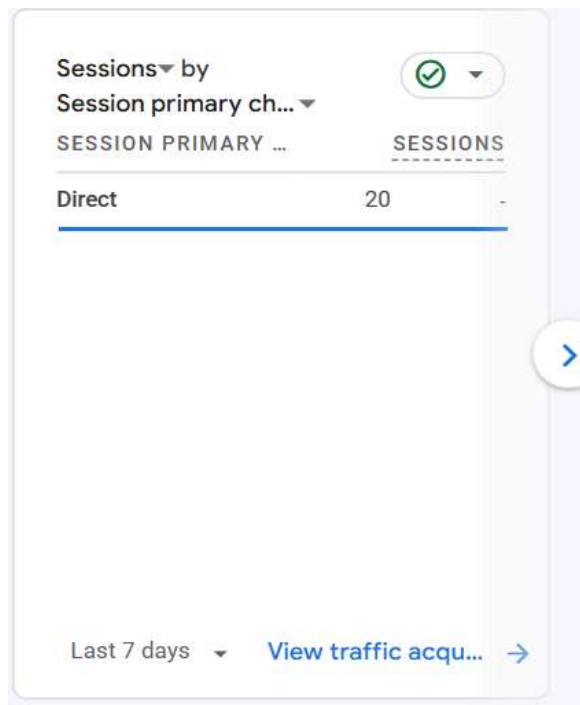 Sessions by
Session primary ch...
SESSION PRIMARY ... SESSIONS
Direct 20 -
Last 7 days View traffic acqu...